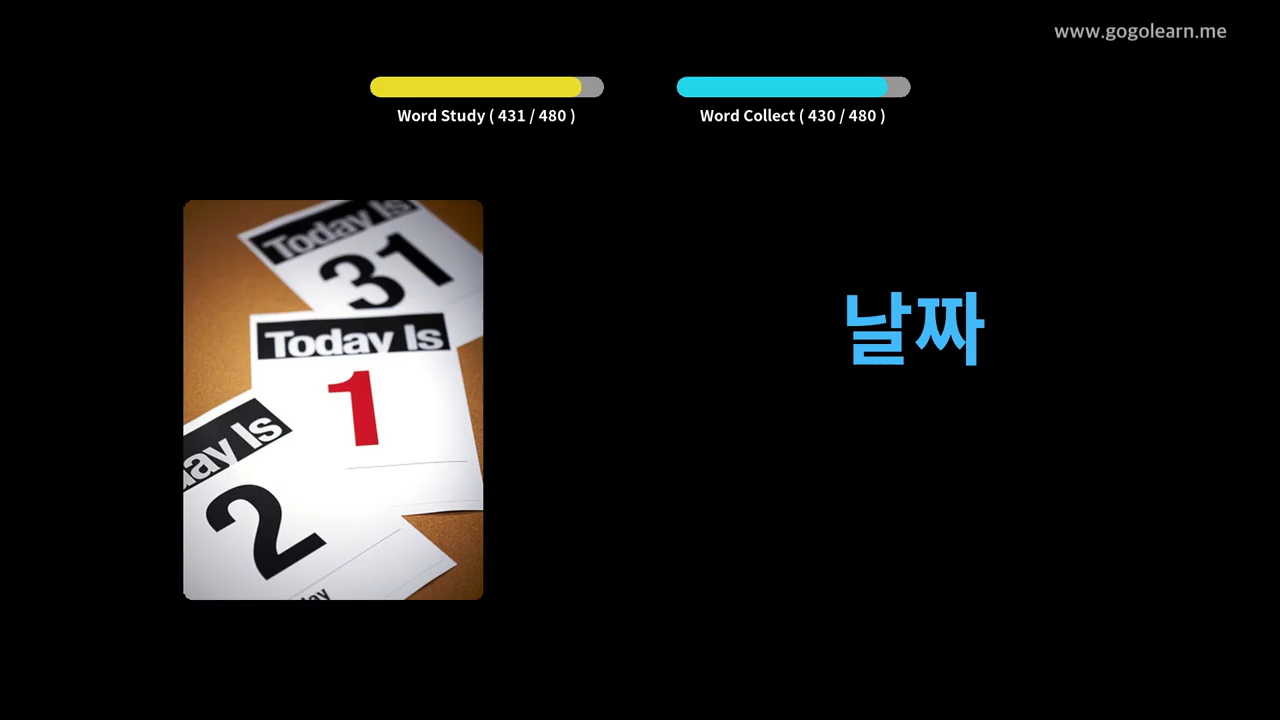 www.gogolearn.me
Word Study ( 431 / 480 )
Word Collect ( 430 / 480 )
Today Is
31
Today Is
1
ay Is
2
날짜